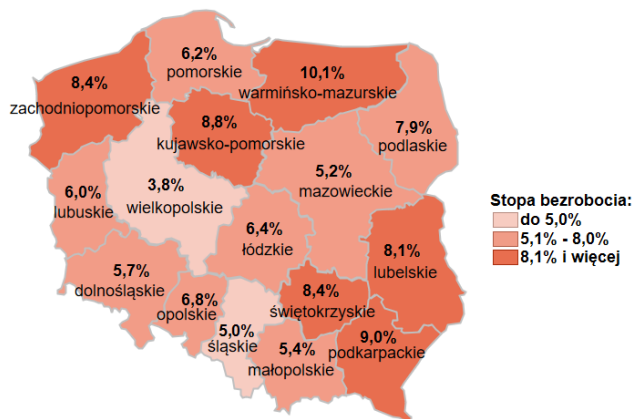 6,2%
pomorskie
10,1%
warmińsko-mazurskie
8,4%
zachodniopomorskie
8,8%
kujawsko-pomorskie
7,9%
podlaskie
5,2%
mazowieckie
6,0%
lubuskie
3,8%
wielkopolskie
6,4%
łódzkie
Stopa bezrobocia:
do 5,0%
5,1% - 8,0%
8,1% i więcej
8,1%
lubelskie
5,7%
dolnośląskie
6,8%
opolskie
5,0%
śląskie
8,4%
świętokrzyskie
5,4%
małopolskie
9,0%
podkarpackie